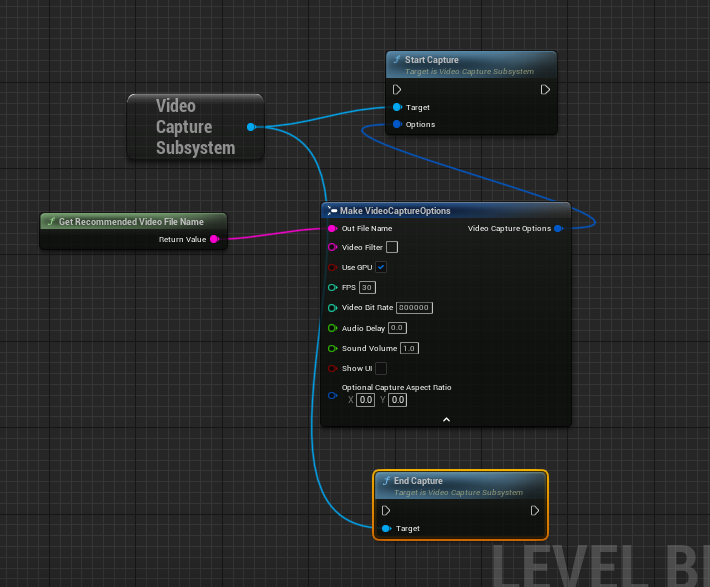 Start Capture
Target is Video Capture Subsystem
Target
Options
Video
Capture
Subsystem
Get Recommended Video File Name
Return Value
Make VideoCaptureOptions
Out File Name
Video Capture Options
Video Filter
Use GPU
FPS 30
Video Bit Rate 800000
Audio Delay 0.0
Sound Volume 1.0
Show UI
Optional Capture Aspect Ratio
X 0.0 Y 0.0
End Capture
Target is Video Capture Subsystem
Target